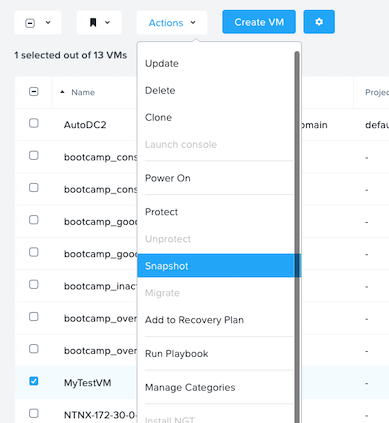 Actions Create VM
1 selected out of 13 VMs
Name Projec
Update
Delete
Clone
AutoDC2 omain defau
Launch console
bootcamp_cons -
Power On
bootcamp_cons -
Protect
bootcamp_good -
Unprotect
bootcamp_good -
Snapshot
bootcamp_inac -
Migrate
bootcamp_over -
Add to Recovery Plan
bootcamp_over -
Run Playbook
MyTestVM -
Manage Categories
NTNX-172-30-0- -
Install NGT